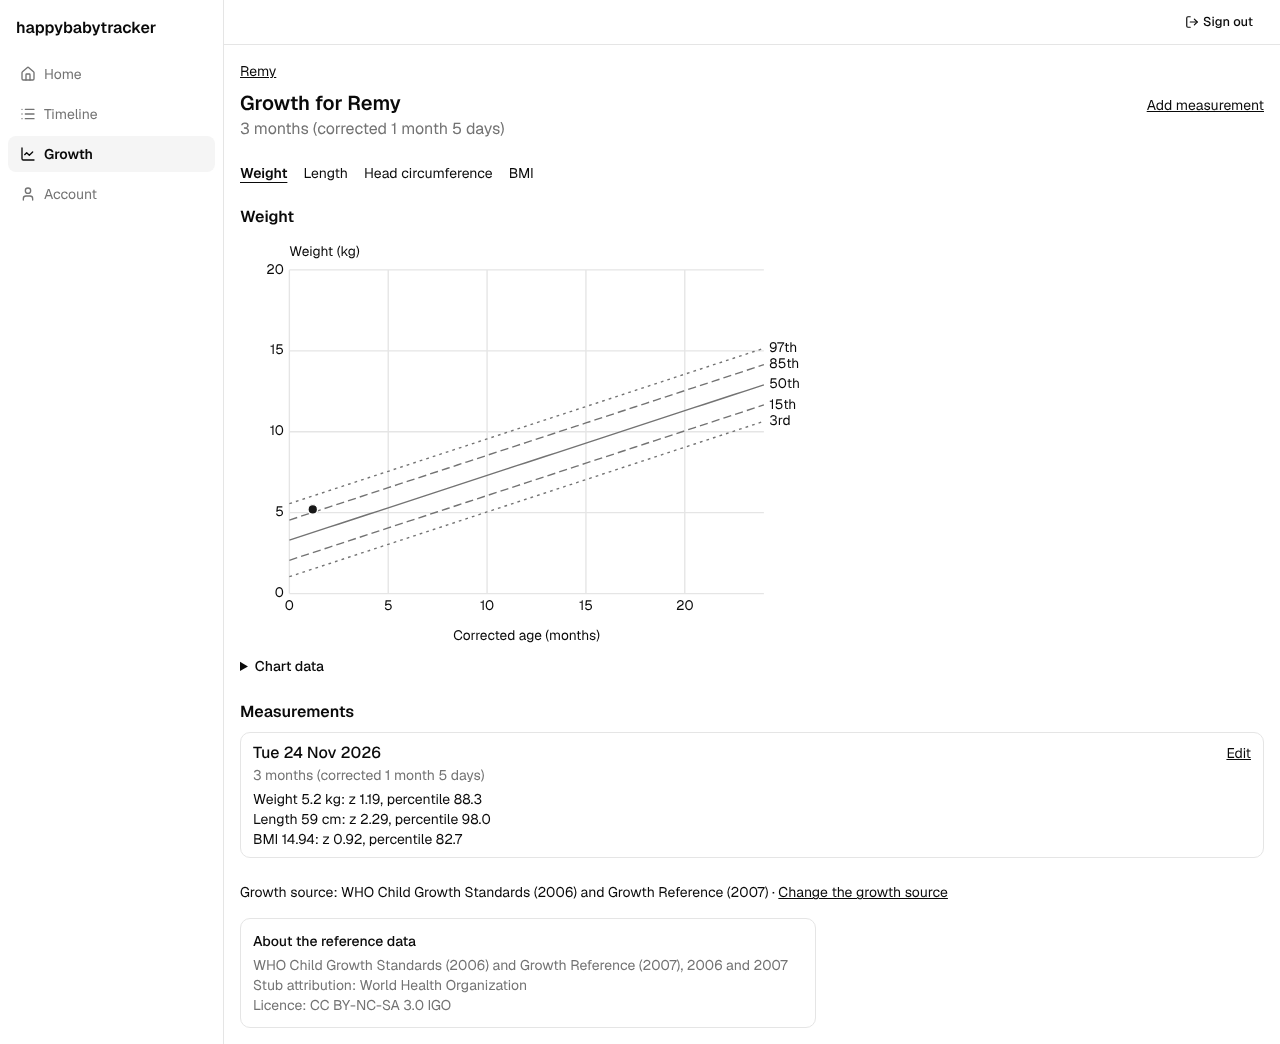 happybabytracker
Sign out
Home
Timeline
Growth
Account
Remy
Growth for Remy
Add measurement
3 months (corrected 1 month 5 days)
Weight Length Head circumference BMI
Weight
Weight (kg)
20
15
10
5
0
97th
85th
50th
15th
3rd
0 5 10 15 20
Corrected age (months)
Chart data
Measurements
Tue 24 Nov 2026
Edit
3 months (corrected 1 month 5 days)
Weight 5.2 kg: z 1.19, percentile 88.3
Length 59 cm: z 2.29, percentile 98.0
BMI 14.94: z 0.92, percentile 82.7
Growth source: WHO Child Growth Standards (2006) and Growth Reference (2007) · Change the growth source
About the reference data
WHO Child Growth Standards (2006) and Growth Reference (2007), 2006 and 2007
Stub attribution: World Health Organization
Licence: CC BY-NC-SA 3.0 IGO